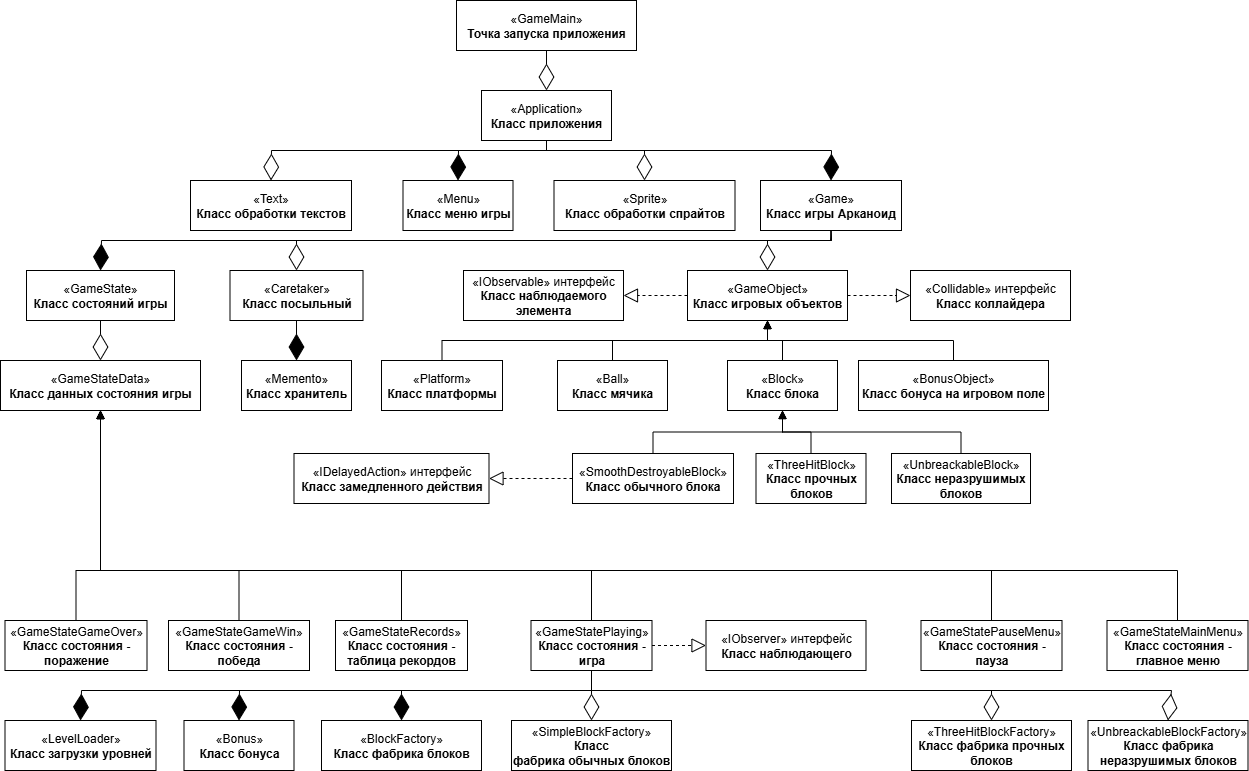 «GameMain»
Точка запуска приложения
«Application»
Класс приложения
«Text»
Класс обработки текстов
«Menu»
Класс меню игры
«Sprite»
Класс обработки спрайтов
«Game»
Класс игры Арканоид
«GameState»
Класс состояний игры
«Caretaker»
Класс посыльный
«IObservable» интерфейс
Класс наблюдаемого
элемента
«GameObject»
Класс игровых объектов
«Collidable» интерфейс
Класс коллайдера
«GameStateData»
Класс данных состояния игры
«Memento»
Класс хранитель
«Platform»
Класс платформы
«Ball»
Класс мячика
«Block»
Класс блока
«BonusObject»
Класс бонуса на игровом поле
«IDelayedAction» интерфейс
Класс замедленного действия
«SmoothDestroyableBlock»
Класс обычного блока
«ThreeHitBlock»
Класс прочных
блоков
«UnbreackableBlock»
Класс неразрушимых
блоков
«GameStateGameOver»
Класс состояния -
поражение
«GameStateGameWin»
Класс состояния -
победа
«GameStateRecords»
Класс состояния -
таблица рекордов
«GameStatePlaying»
Класс состояния -
игра
«IObserver» интерфейс
Класс наблюдающего
«GameStatePauseMenu»
Класс состояния -
пауза
«GameStateMainMenu»
Класс состояния -
главное меню
«LevelLoader»
Класс загрузки уровней
«Bonus»
Класс бонуса
«BlockFactory»
Класс фабрика блоков
«SimpleBlockFactory»
Класс
фабрика обычных блоков
«ThreeHitBlockFactory»
Класс фабрика прочных
блоков
«UnbreackableBlockFactory»
Класс фабрика
неразрушимых блоков